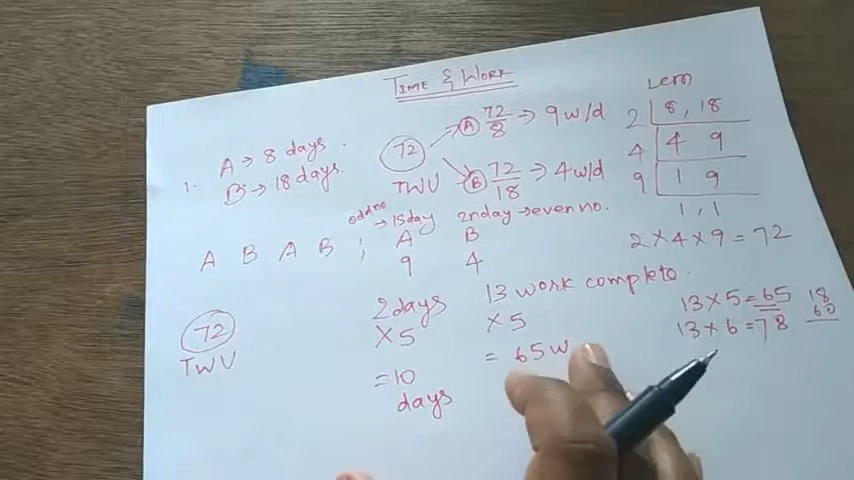 TIME & WORK
1. A → 8 days.
B → 18 days.
72
TWU
A 72/8 ⇒ 9 w/d
B 72/18 ⇒ 4 w/d
Lcm
2 | 8, 18
4 | 4 9
9 | 1 9
1, 1
2 × 4 × 9 = 72
odd no → 1st day 2nd day → even no.
A B A B ; A B
9 4
2 days 13 work complete.
× 5 × 5
= 10 days = 65 W
13 × 5 = 65
13 × 6 = 78
18
60
72
TWU